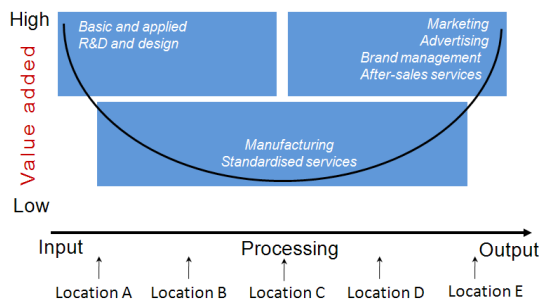 High
Basic and applied
R&D and design
Marketing
Advertising
Brand management
After-sales services
Value added
Manufacturing
Standardised services
Low
Input
Processing
Output
Location A
Location B
Location C
Location D
Location E